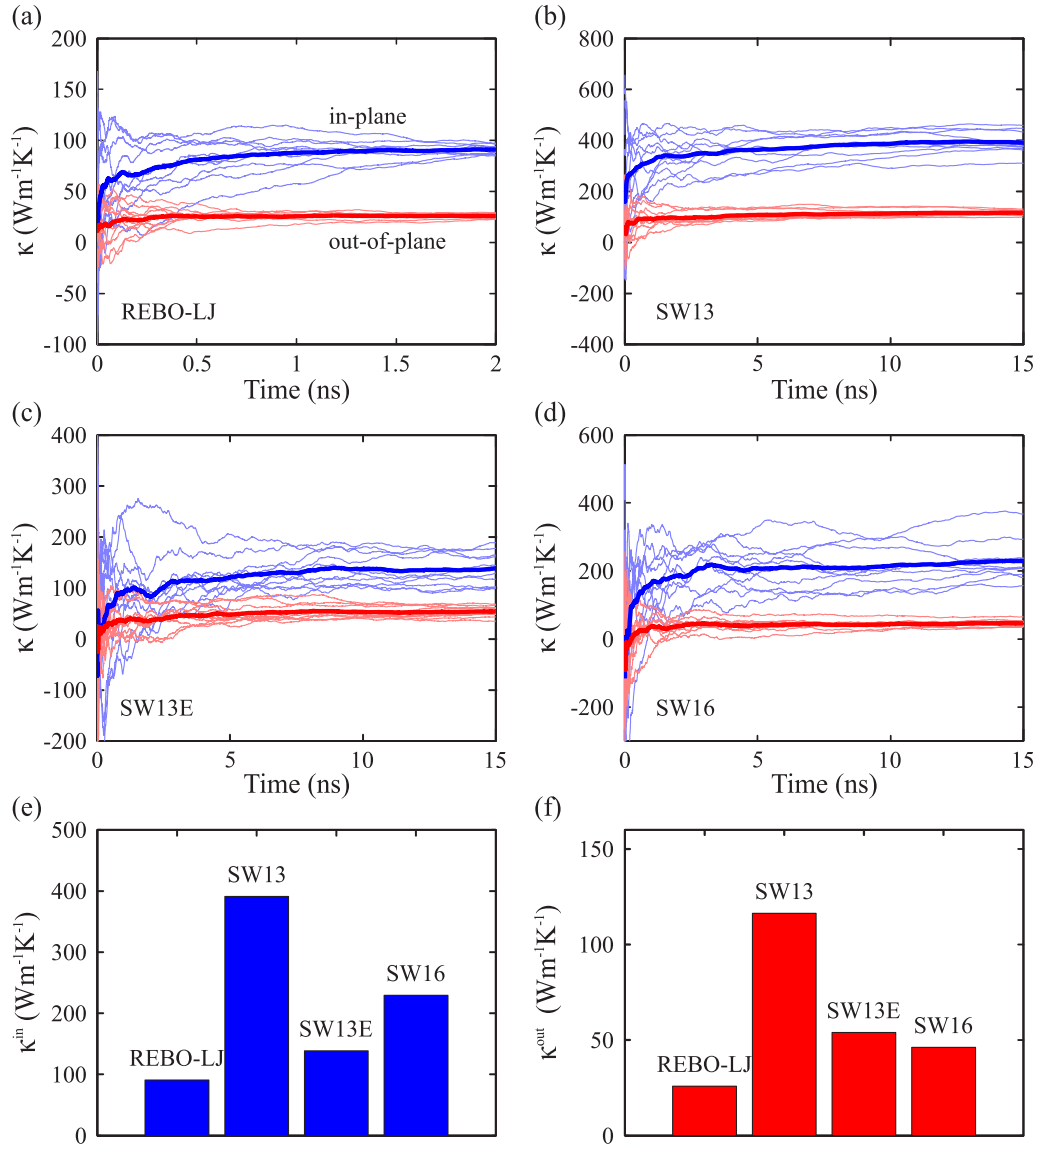 (a)
200
150
100
50
0
-50
-100
κ (Wm⁻¹K⁻¹)
in-plane
out-of-plane
REBO-LJ
0 0.5 1 1.5 2
Time (ns)
(b)
800
600
400
200
0
-200
-400
κ (Wm⁻¹K⁻¹)
SW13
0 5 10 15
Time (ns)
(c)
400
300
200
100
0
-100
-200
κ (Wm⁻¹K⁻¹)
SW13E
0 5 10 15
Time (ns)
(d)
600
400
200
0
-200
κ (Wm⁻¹K⁻¹)
SW16
0 5 10 15
Time (ns)
(e)
500
400
300
200
100
0
κⁱⁿ (Wm⁻¹K⁻¹)
REBO-LJ
SW13
SW13E
SW16
(f)
150
100
50
0
κᵒᵘᵗ (Wm⁻¹K⁻¹)
REBO-LJ
SW13
SW13E
SW16